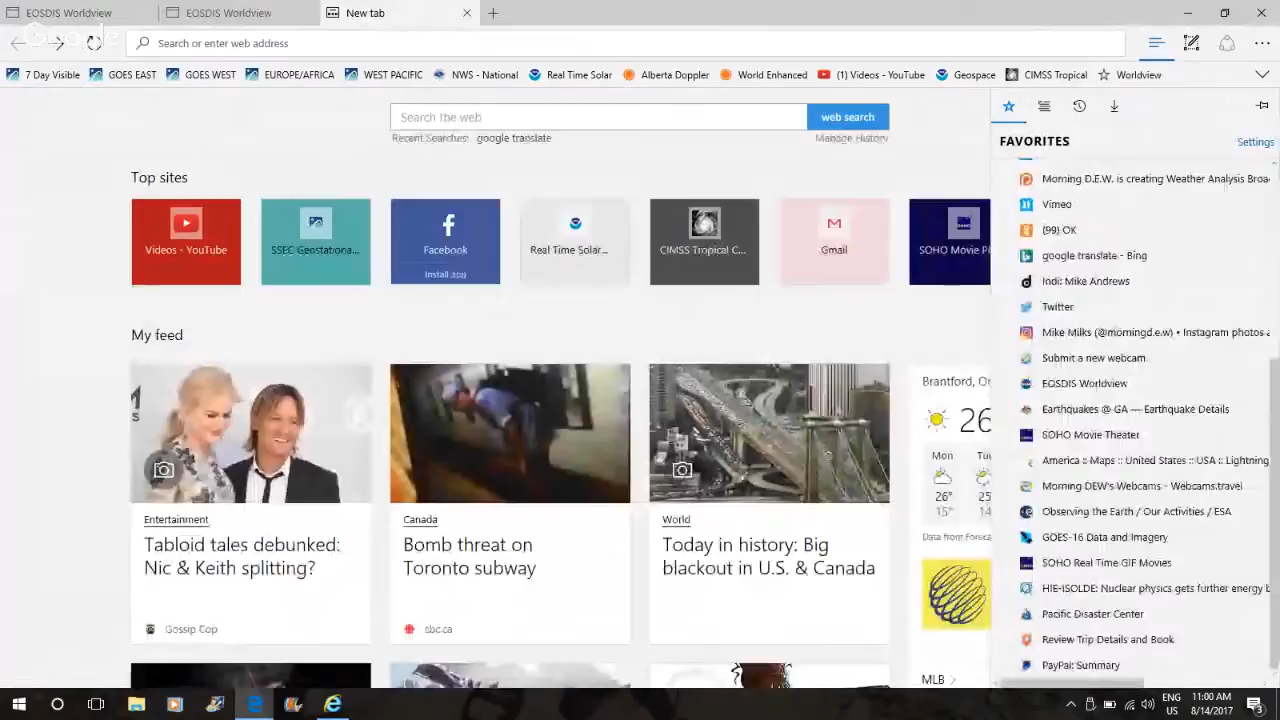 EOSDIS Worldview
EOSDIS Worldview
New tab
Google
Search or enter web address
7 Day Visible
GOES EAST
GOES WEST
EUROPE/AFRICA
WEST PACIFIC
NWS - National
Real Time Solar
Alberta Doppler
World Enhanced
(1) Videos - YouTube
Geospace
CIMSS Tropical
Worldview
Search the web
web search
Recent Searches:
google translate
Manage History
Top sites
Videos - YouTube
SSEC Geostationa...
Facebook
Install app
Real Time Solar...
CIMSS Tropical C...
Gmail
SOHO Movie
My feed
Entertainment
Tabloid tales debunked:
Nic & Keith splitting?
Gossip Cop
Canada
Bomb threat on
Toronto subway
World
Today in history: Big
blackout in U.S. & Canada
Brantford,
26
Mon
26°
15°
Data from
MLB
FAVORITES
Settings
Morning D.E.W. is creating Weather Analysis
Vimeo
(99) OK
google translate - Bing
Mike Andrews
Twitter
Mike Milks (@morningd.e.w) • Instagram photos
Submit a new webcam
EOSDIS Worldview
Earthquakes @ GA — Earthquake Details
SOHO Movie Theater
America :: Maps :: United States :: USA :: Lightning
Morning DEW's Webcams - Webcams.travel
Observing the Earth / Our Activities / ESA
GOES-16 Data and Imagery
SOHO Real Time GIF Movies
HIE-ISOLDE: Nuclear physics gets further energy
Pacific Disaster Center
Review Trip Details and Book
PayPal: Summary
ENG
US
11:00 AM
8/14/2017